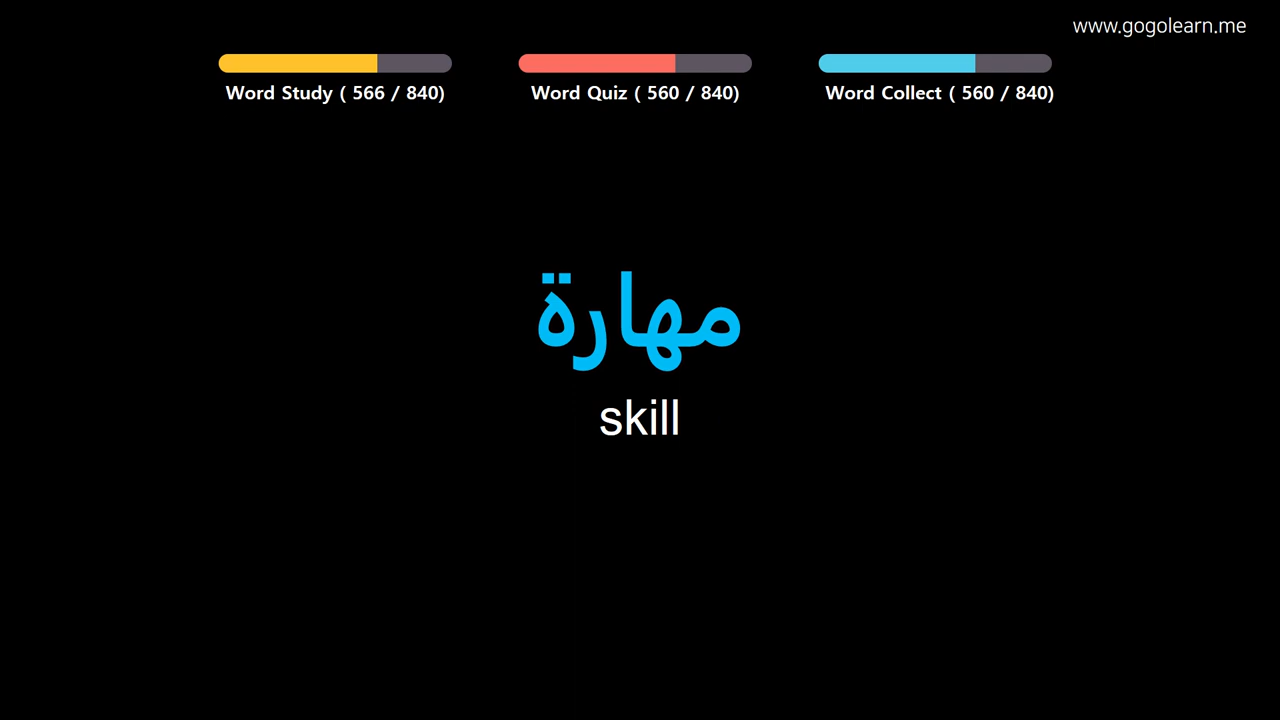 www.gogolearn.me
Word Study ( 566 / 840)
Word Quiz ( 560 / 840)
Word Collect ( 560 / 840)
مهارة
skill